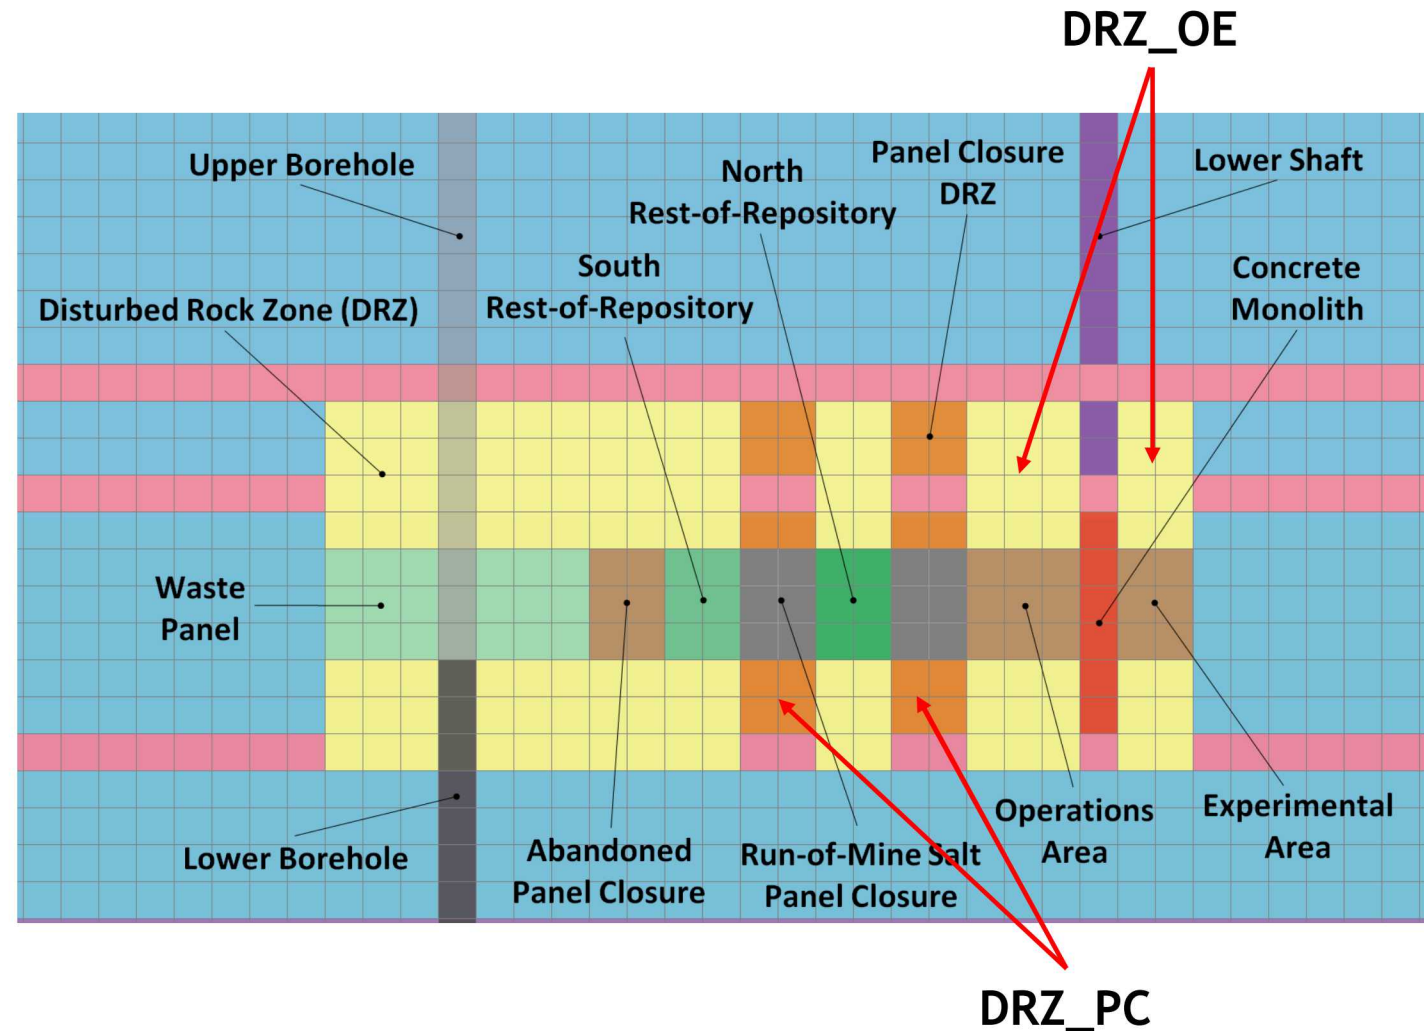 DRZ_OE
Upper Borehole
North
Rest-of-Repository
Panel Closure
DRZ
Lower Shaft
South
Rest-of-Repository
Concrete
Monolith
Disturbed Rock Zone (DRZ)
Waste
Panel
Lower Borehole
Abandoned
Panel Closure
Run-of-Mine Salt
Panel Closure
Operations
Area
Experimental
Area
DRZ_PC